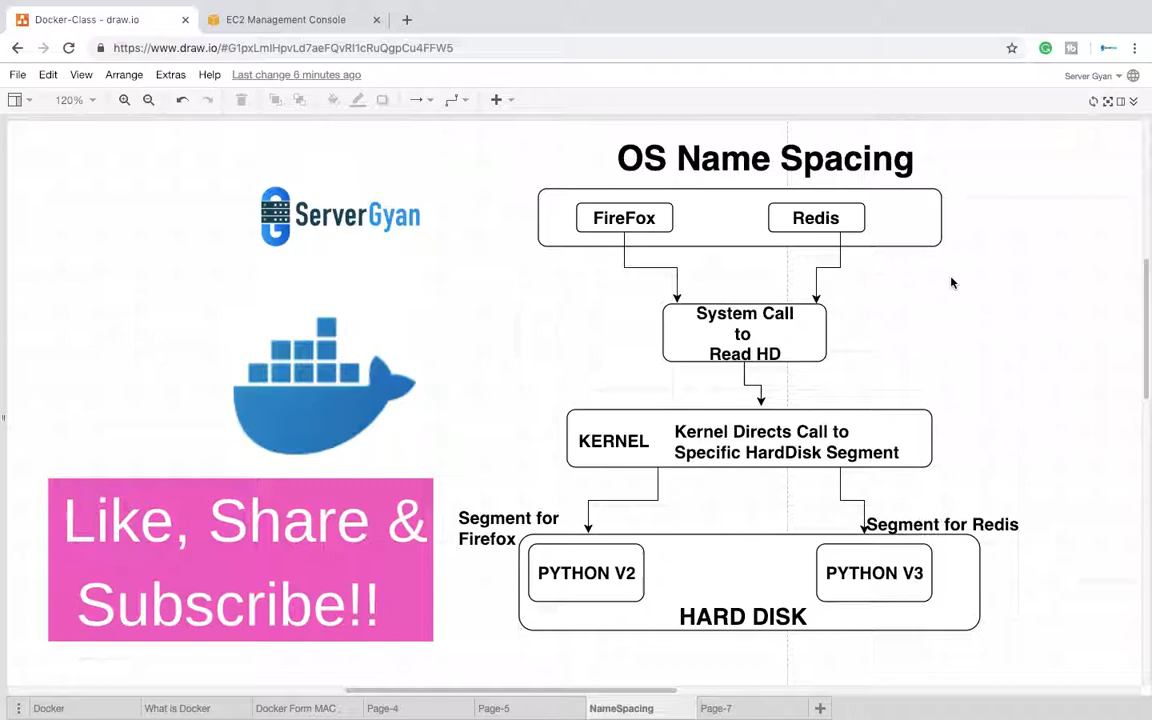 Docker-Class - draw.io
EC2 Management Console
https://www.draw.io/#G1pxLmIHpvLd7aeFQvRI1cRuQgpCu4FFW5
File Edit View Arrange Extras Help Last change 6 minutes ago
Server Gyan
120%
OS Name Spacing
ServerGyan
FireFox
Redis
System Call
to
Read HD
KERNEL
Kernel Directs Call to
Specific HardDisk Segment
Segment for
Firefox
Segment for Redis
PYTHON V2
PYTHON V3
HARD DISK
Like, Share &
Subscribe!!
Docker What is Docker Docker Form MAC Page-4 Page-5 NameSpacing Page-7